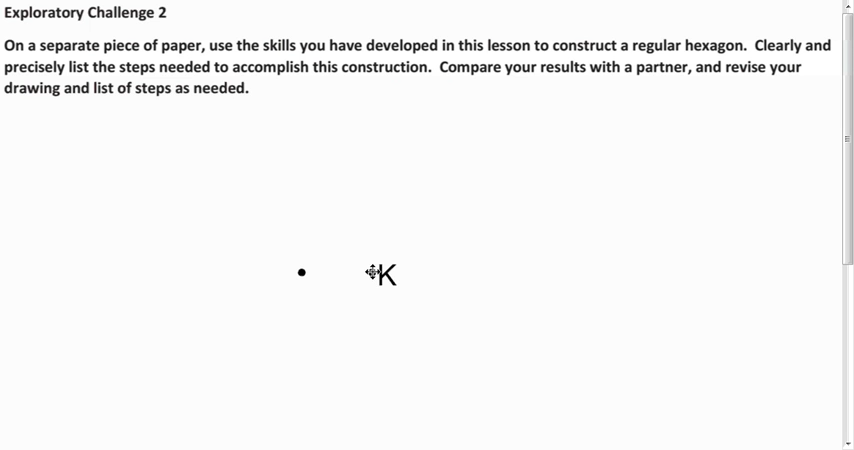 Exploratory Challenge 2
On a separate piece of paper, use the skills you have developed in this lesson to construct a regular hexagon.  Clearly and
precisely list the steps needed to accomplish this construction.  Compare your results with a partner, and revise your
drawing and list of steps as needed.
K